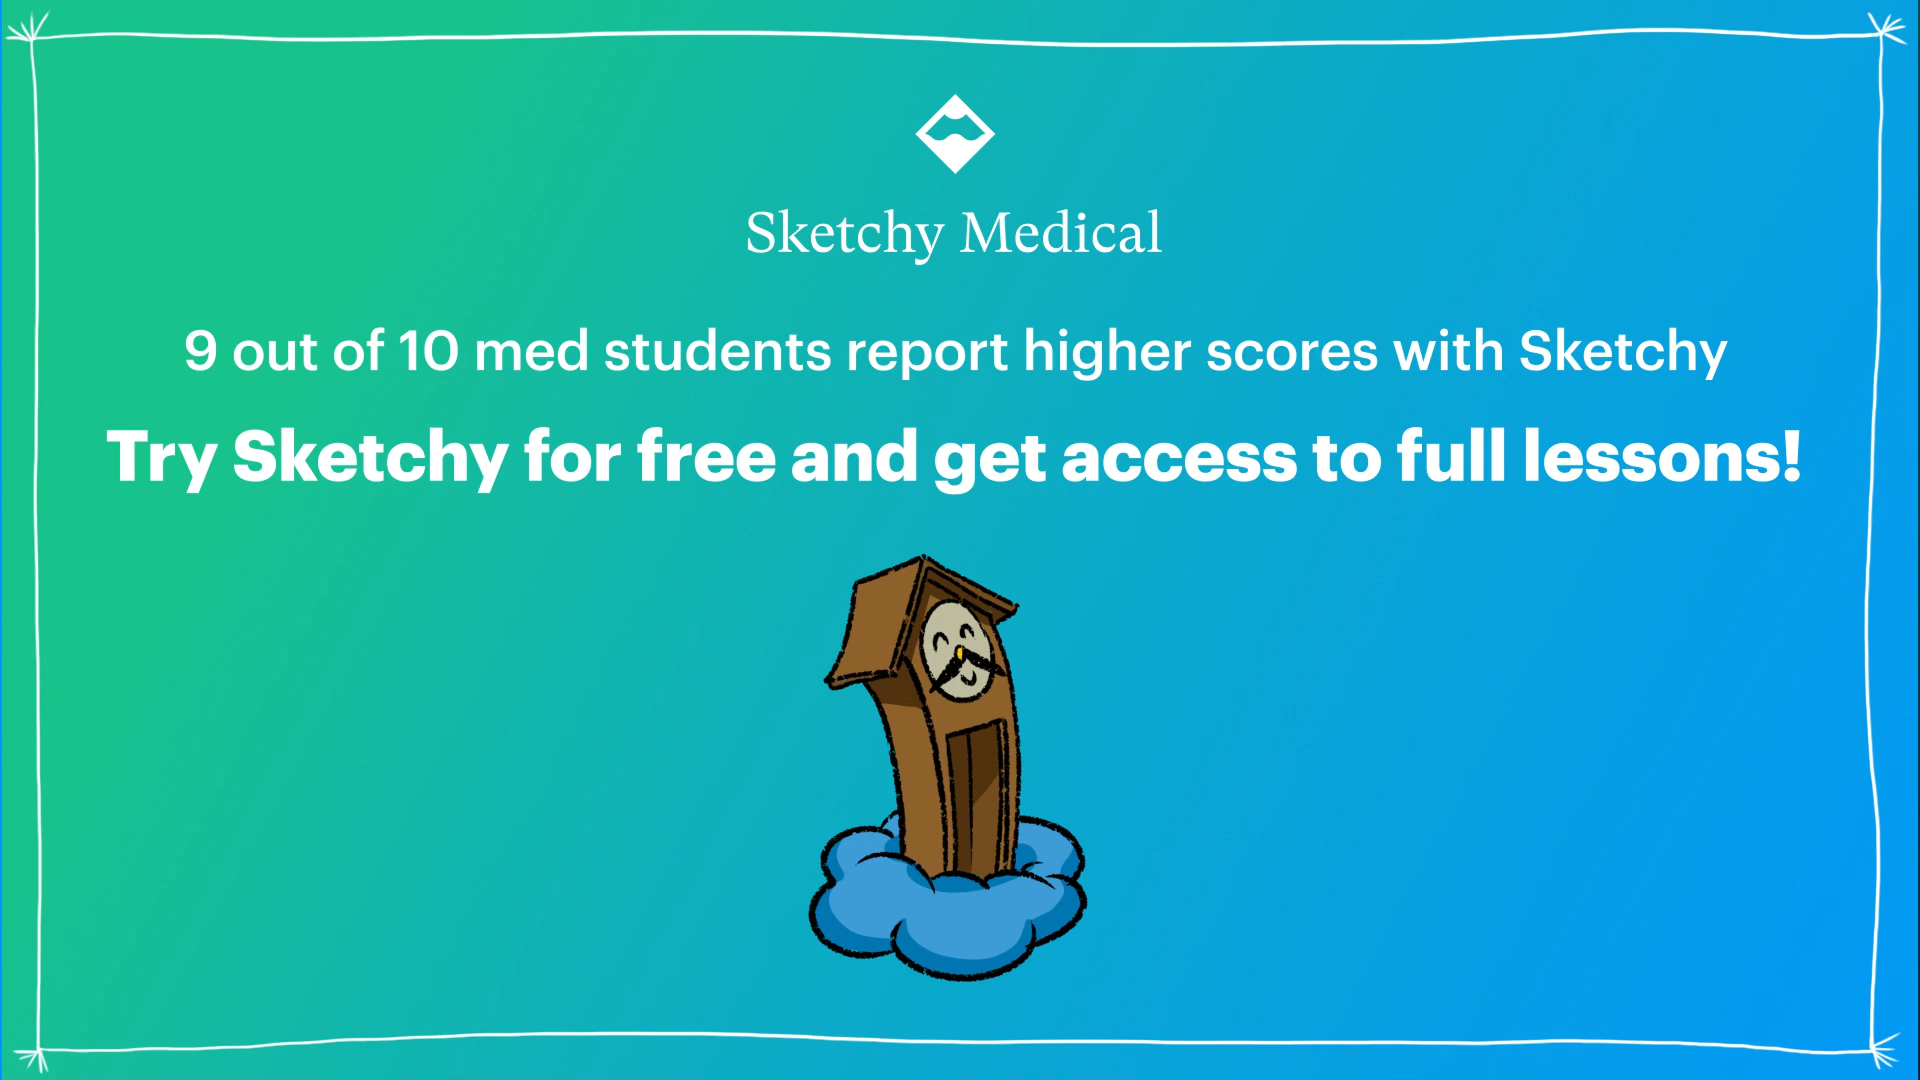 Sketchy Medical
9 out of 10 med students report higher scores with Sketchy
Try Sketchy for free and get access to full lessons!